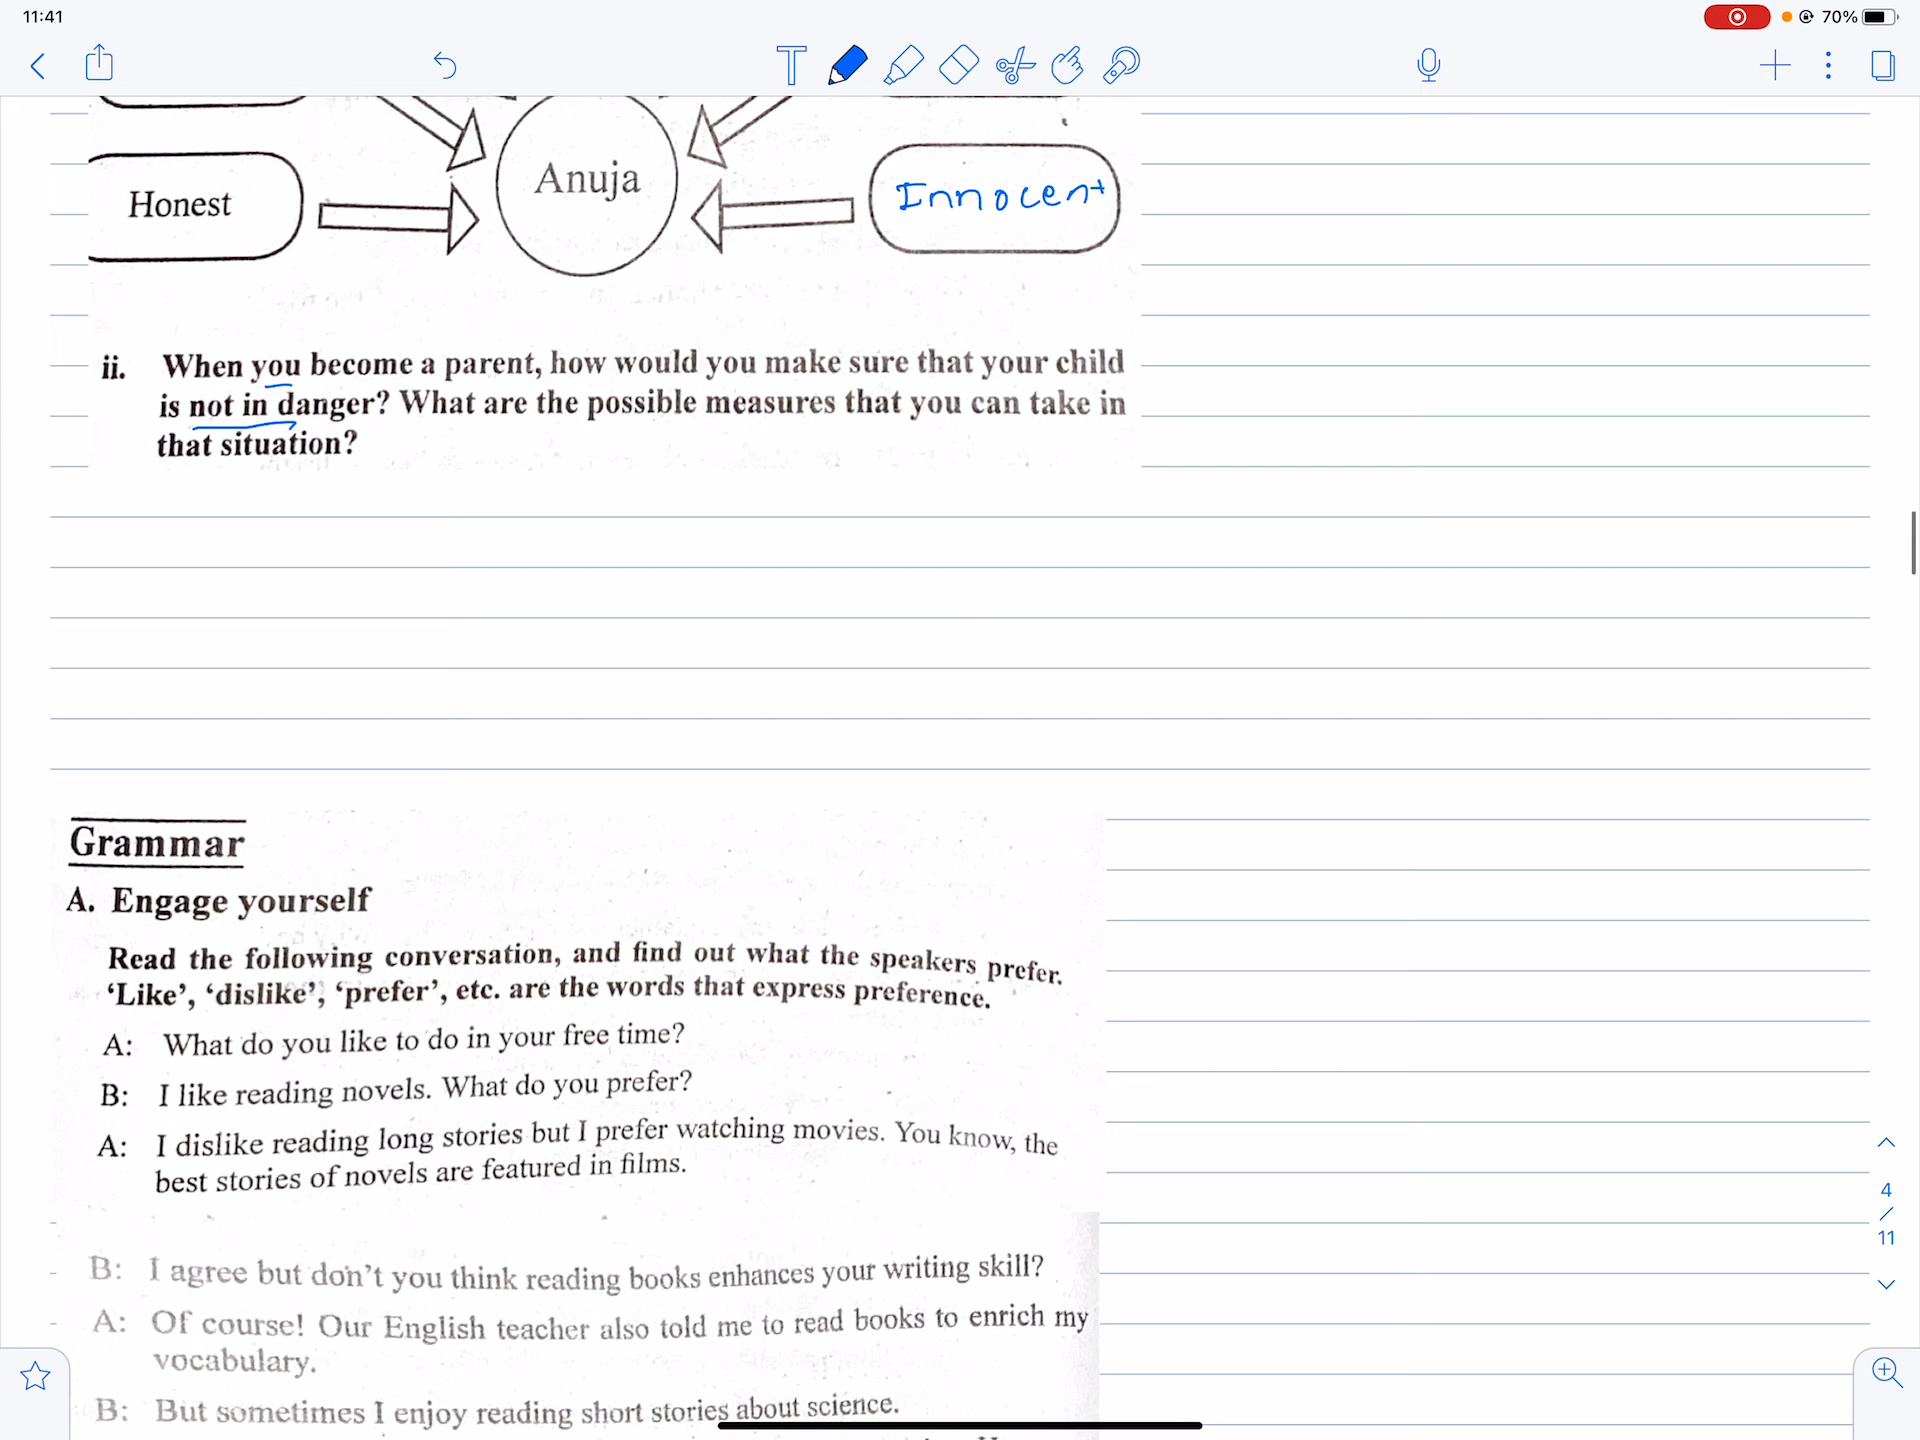 11:41
70%
Anuja
Honest
Innocent
ii. When you become a parent, how would you make sure that your child
is not in danger? What are the possible measures that you can take in
that situation?
Grammar
A. Engage yourself
Read the following conversation, and find out what the speakers prefer.
‘Like’, ‘dislike’, ‘prefer’, etc. are the words that express preference.
A: What do you like to do in your free time?
B: I like reading novels. What do you prefer?
A: I dislike reading long stories but I prefer watching movies. You know, the
best stories of novels are featured in films.
B: I agree but don’t you think reading books enhances your writing skill?
A: Of course! Our English teacher also told me to read books to enrich my
vocabulary.
B: But sometimes I enjoy reading short stories about science.
4
/
11